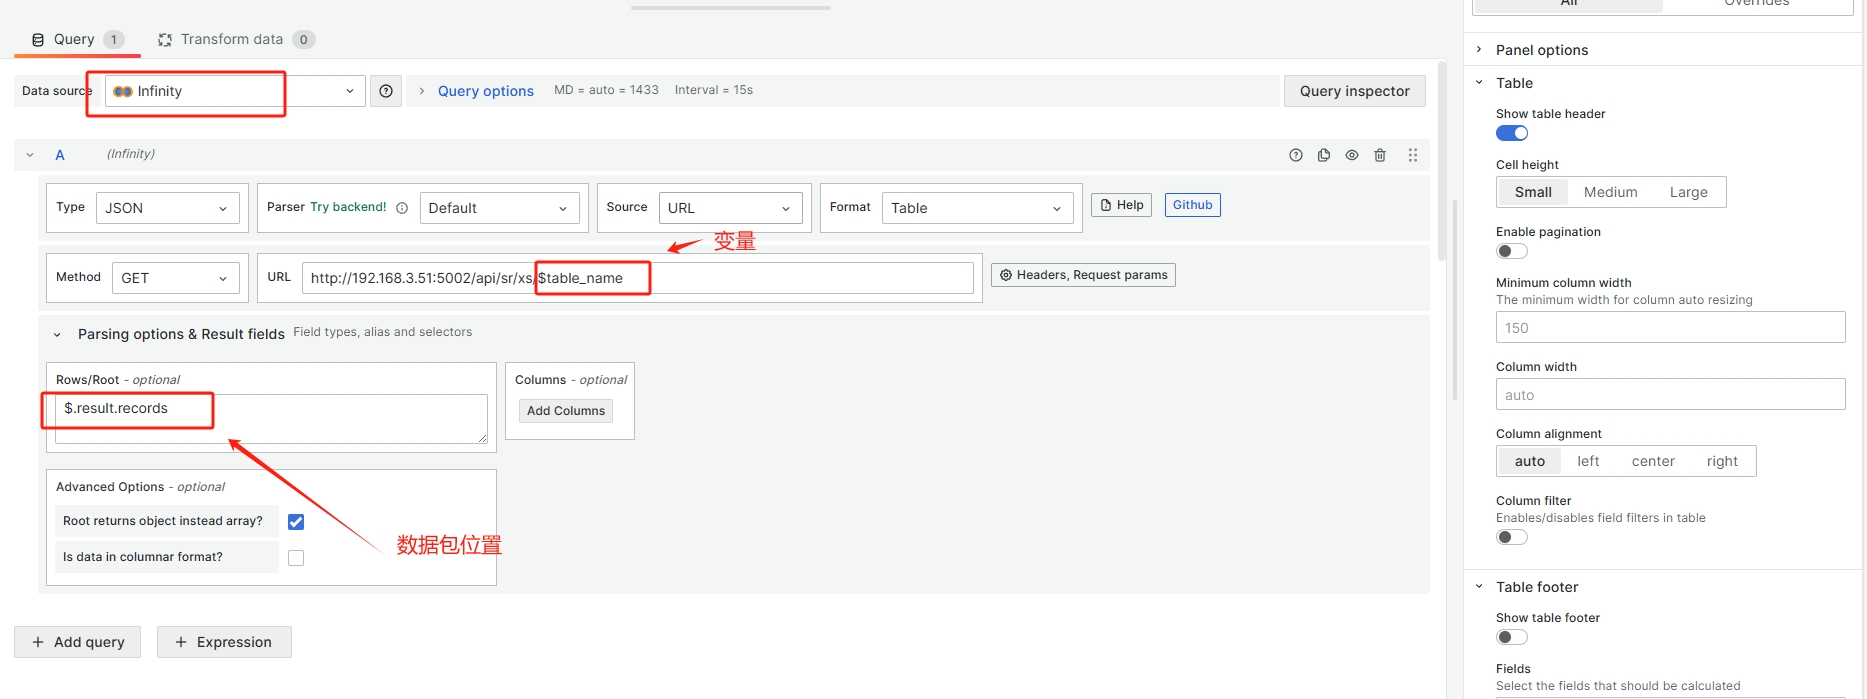 All
Overrides
Query 1 Transform data 0
Data source Infinity Query options MD = auto = 1433 Interval = 15s Query inspector
A (Infinity)
Type JSON Parser Try backend! Default Source URL Format Table Help Github
变量
Method GET URL http://192.168.3.51:5002/api/sr/xs/$table_name Headers, Request params
Parsing options & Result fields Field types, alias and selectors
Rows/Root - optional
$.result.records
Columns - optional
Add Columns
Advanced Options - optional
Root returns object instead array?
Is data in columnar format?
数据包位置
+ Add query + Expression
Panel options
Table
Show table header
Cell height
Small Medium Large
Enable pagination
Minimum column width
The minimum width for column auto resizing
150
Column width
auto
Column alignment
auto left center right
Column filter
Enables/disables field filters in table
Table footer
Show table footer
Fields
Select the fields that should be calculated